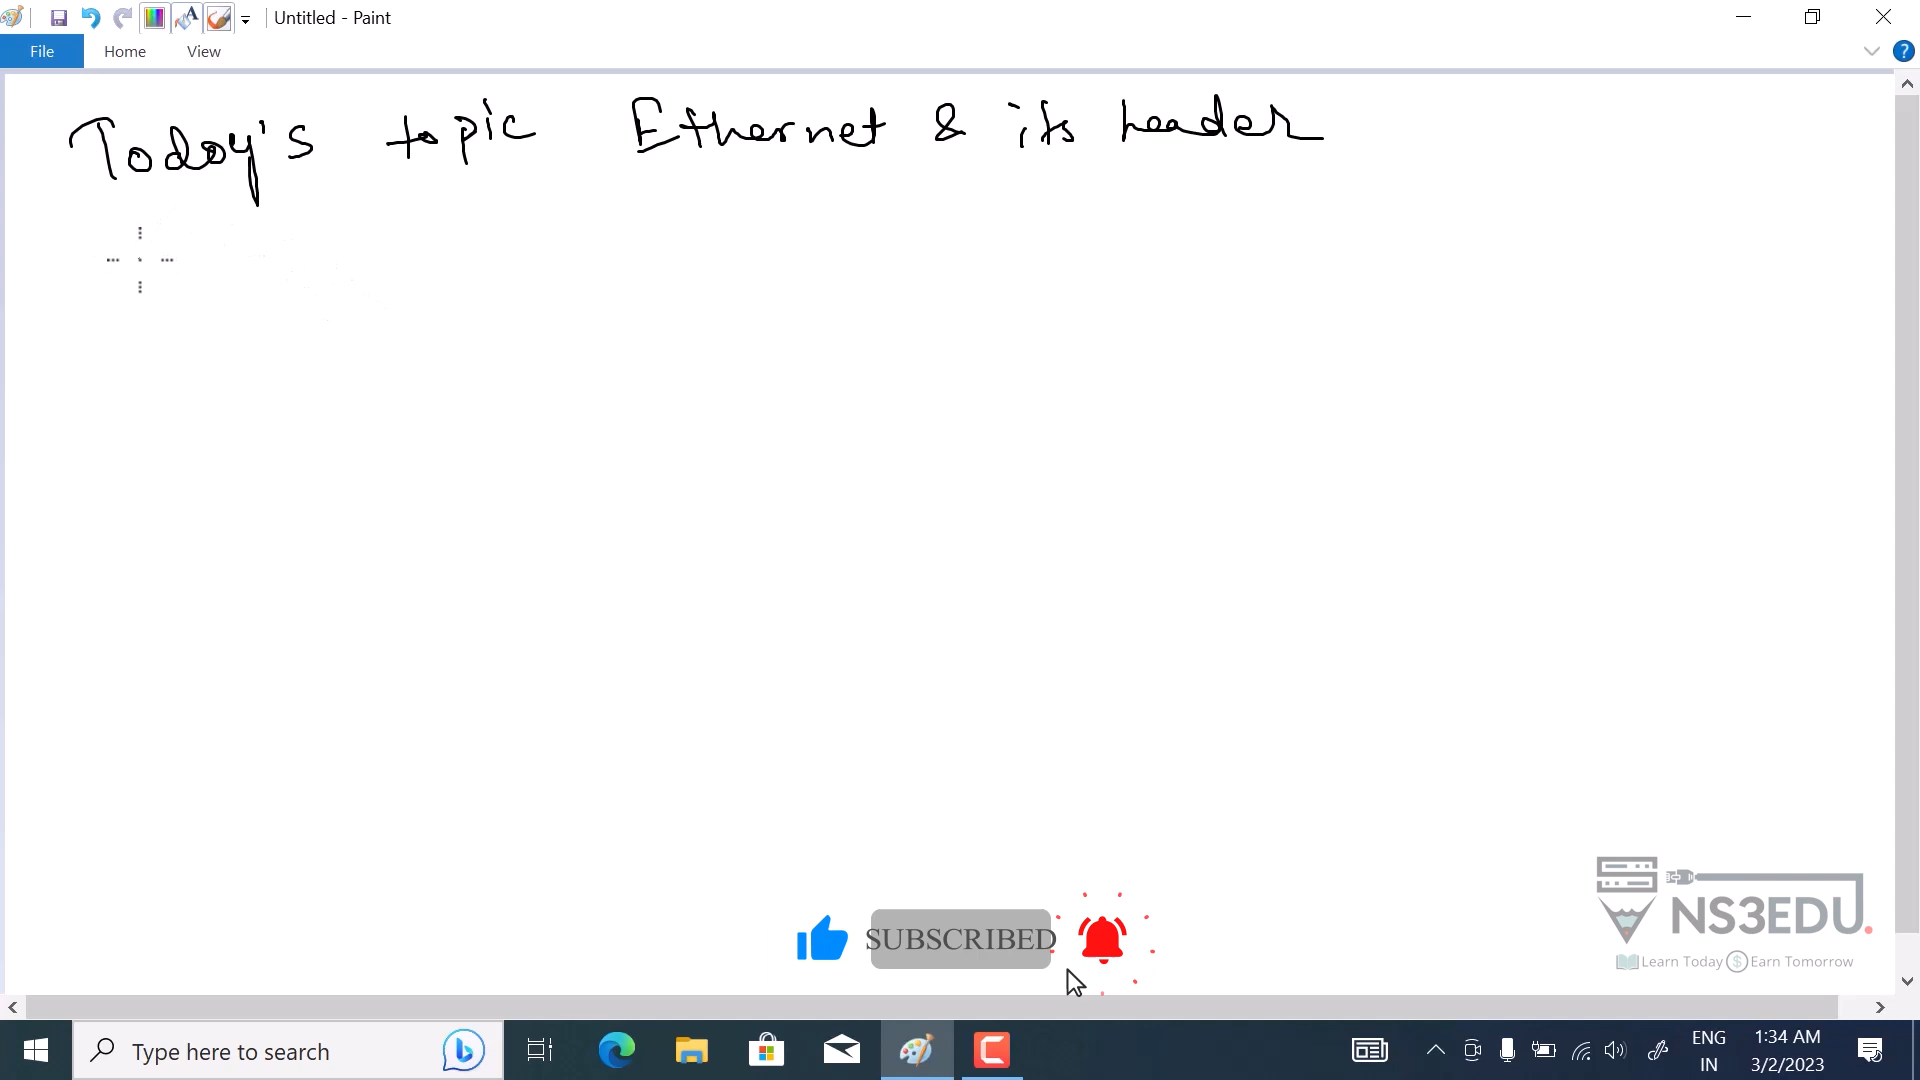 Untitled - Paint
File Home View
Today's topic Ethernet & its header
SUBSCRIBED
NS3EDU.
Learn Today $ Earn Tomorrow
Type here to search
ENG
IN
1:34 AM
3/2/2023